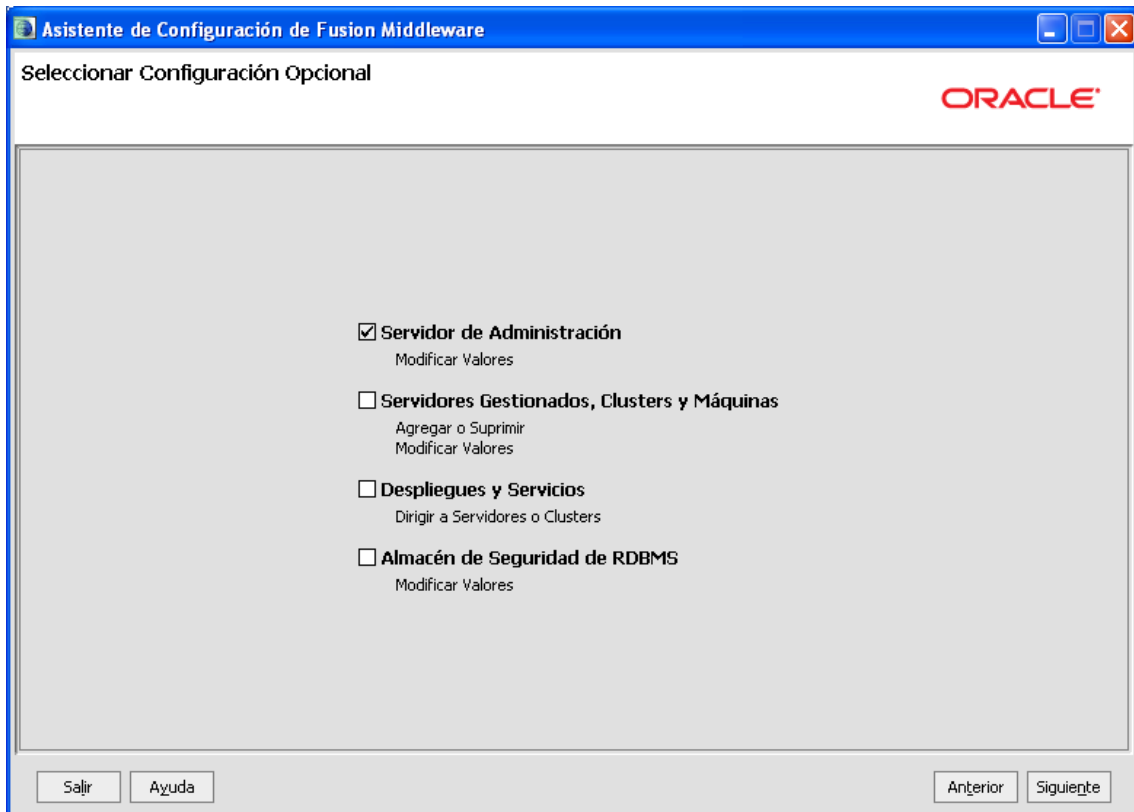 Asistente de Configuración de Fusion Middleware
Seleccionar Configuración Opcional
ORACLE
Servidor de Administración
Modificar Valores
Servidores Gestionados, Clusters y Máquinas
Agregar o Suprimir
Modificar Valores
Despliegues y Servicios
Dirigir a Servidores o Clusters
Almacén de Seguridad de RDBMS
Modificar Valores
Salir Ayuda Anterior Siguiente